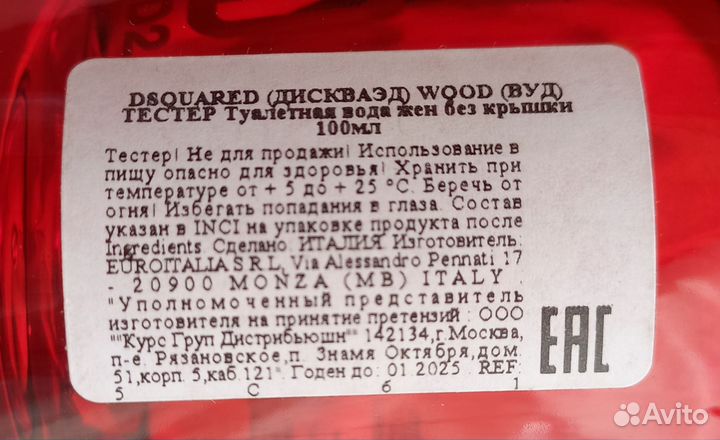 DSQUARED (ДИСКВАЭД) WOOD (ВУД)
ТЕСТЕР Туалетная вода жен без крышки
100мл
Тестер! Не для продажи! Использование в
пищу опасно для здоровья! Хранить при
температуре от + 5 до + 25 °C. Беречь от
огня! Избегать попадания в глаза. Состав
указан в INCI на упаковке продукта после
Ingredients. Сделано: ИТАЛИЯ Изготовитель:
EUROITALIA S.R.L, Via Alessandro Pennati 17
- 20900 MONZA (MB) ITALY .
"Уполномоченный представитель
изготовителя на принятие претензий : ООО
""Курс Груп Дистрибьюшн" 142134,г.Москва,
п-е. Рязановское,п. Знамя Октября,дом.
51,корп. 5,каб.121". Годен до: 01.2025 REF:
5 С 6 1
EAC
Avito